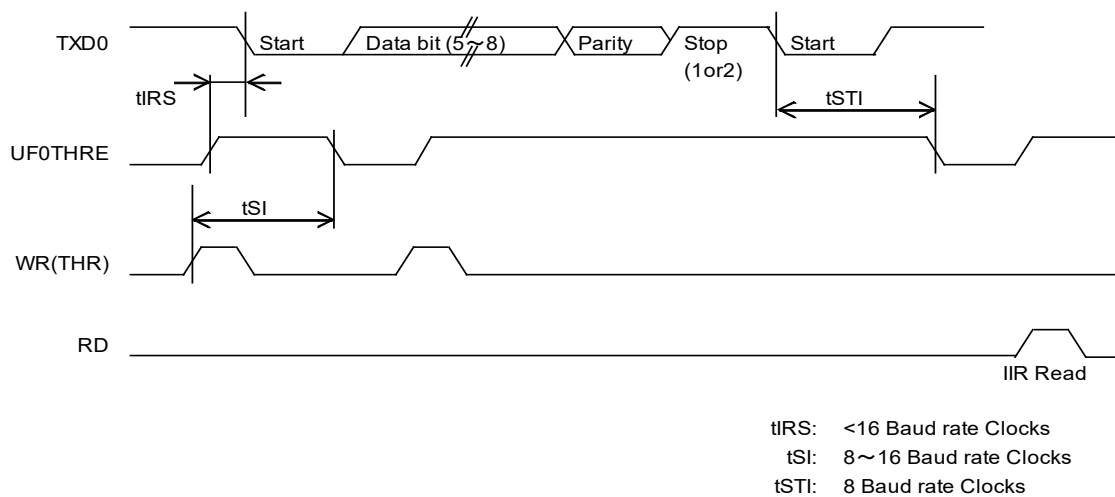 TXD0
Start
Data bit (5~8)
Parity
Stop
(1or2)
Start
tIRS
tSTI
UF0THRE
tSI
WR(THR)
RD
IIR Read
tIRS: <16 Baud rate Clocks
tSI: 8~16 Baud rate Clocks
tSTI: 8 Baud rate Clocks